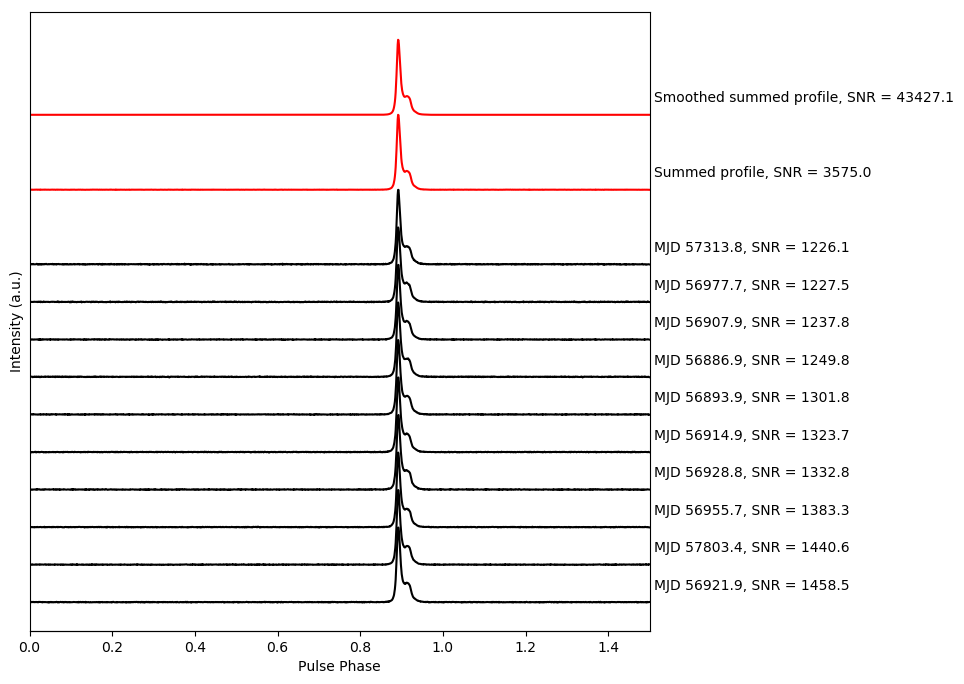 Smoothed summed profile, SNR = 43427.1
Summed profile, SNR = 3575.0
MJD 57313.8, SNR = 1226.1
MJD 56977.7, SNR = 1227.5
MJD 56907.9, SNR = 1237.8
MJD 56886.9, SNR = 1249.8
MJD 56893.9, SNR = 1301.8
MJD 56914.9, SNR = 1323.7
MJD 56928.8, SNR = 1332.8
MJD 56955.7, SNR = 1383.3
MJD 57803.4, SNR = 1440.6
MJD 56921.9, SNR = 1458.5
Intensity (a.u.)
0.0 0.2 0.4 0.6 0.8 1.0 1.2 1.4
Pulse Phase